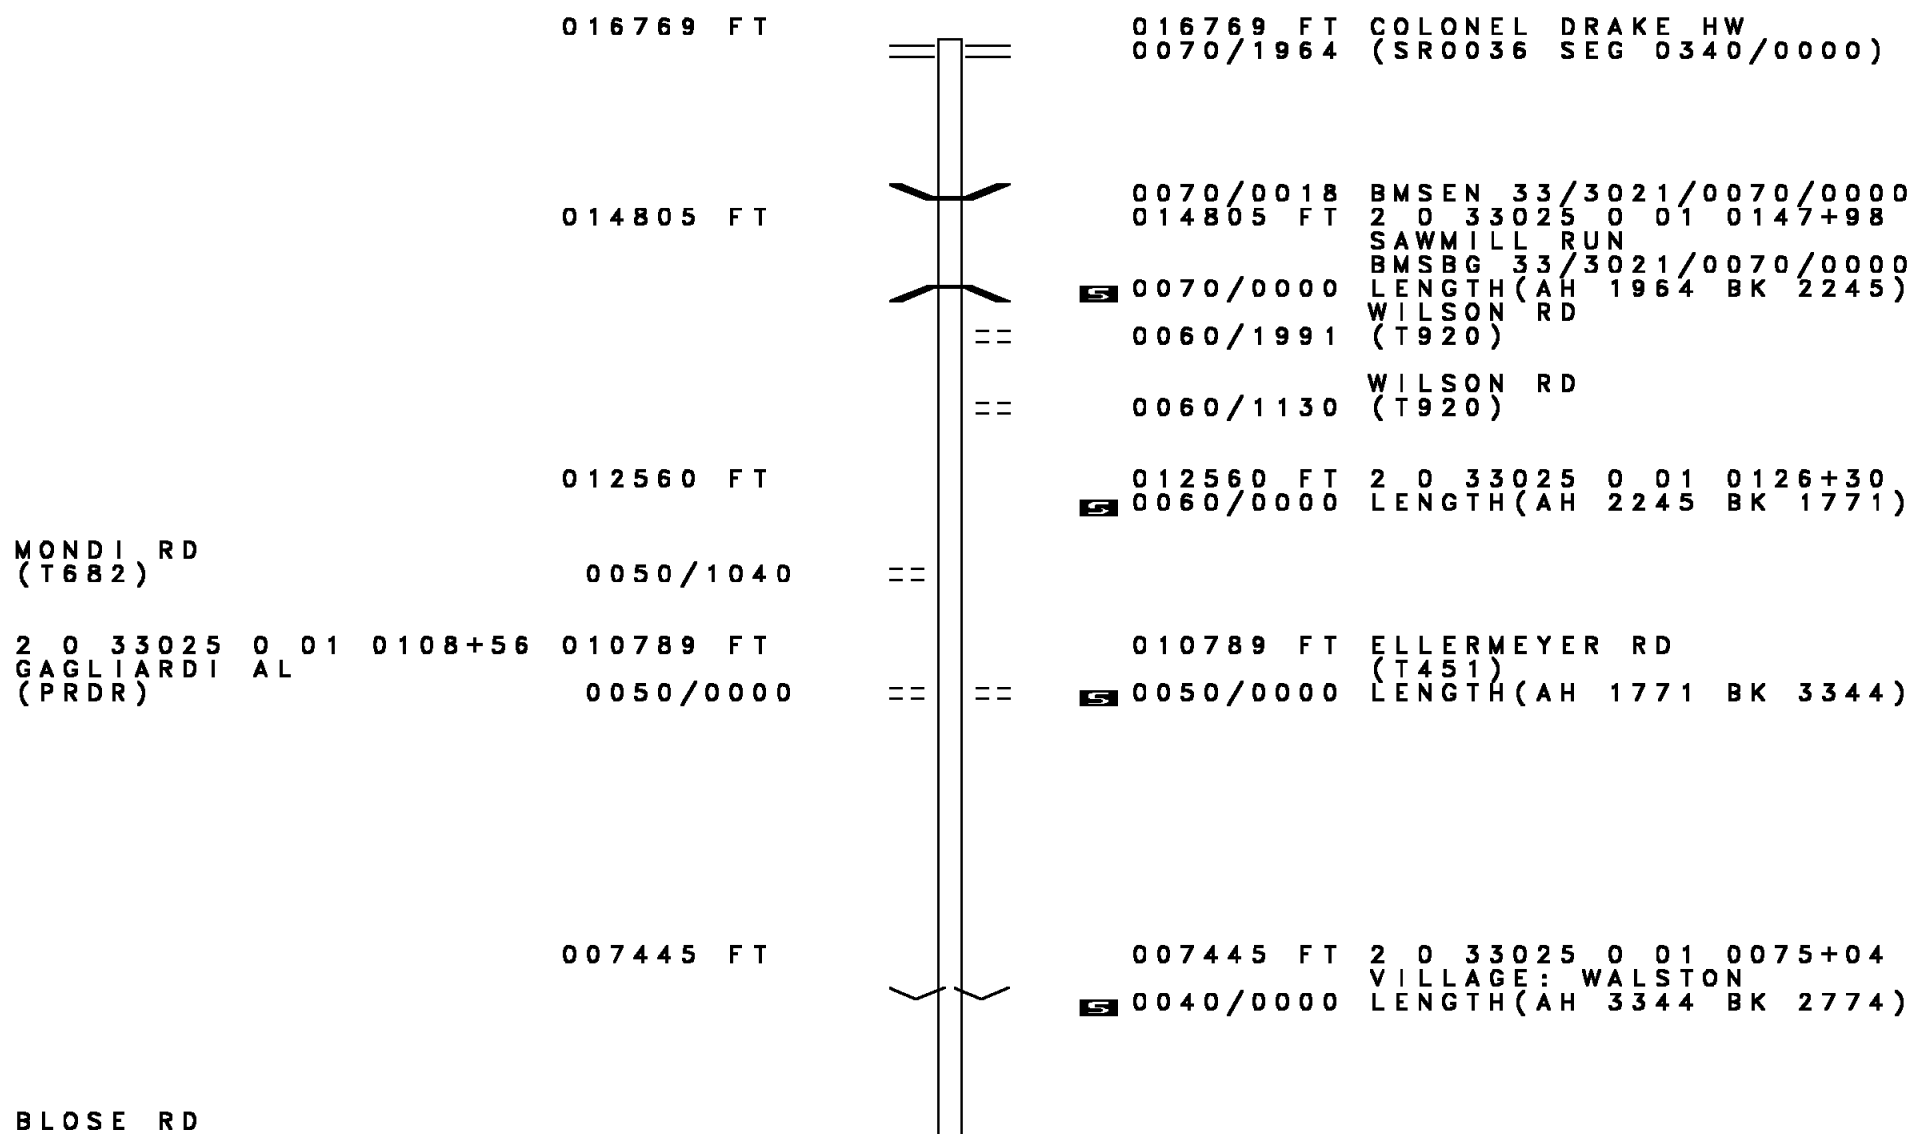 016769 FT 016769 FT COLONEL DRAKE HW
0070/1964 (SR0036 SEG 0340/0000)
0070/0018 BMSEN 33/3021/0070/0000
014805 FT 014805 FT 2 0 33025 0 01 0147+98
SAWMILL RUN
BMSBG 33/3021/0070/0000
S 0070/0000 LENGTH(AH 1964 BK 2245)
WILSON RD
0060/1991 (T920)
WILSON RD
0060/1130 (T920)
012560 FT 012560 FT 2 0 33025 0 01 0126+30
S 0060/0000 LENGTH(AH 2245 BK 1771)
MONDI RD
(T682) 0050/1040
2 0 33025 0 01 0108+56 010789 FT 010789 FT ELLERMEYER RD
GAGLIARDI AL (T451)
(PRDR) 0050/0000 S 0050/0000 LENGTH(AH 1771 BK 3344)
007445 FT 007445 FT 2 0 33025 0 01 0075+04
VILLAGE: WALSTON
S 0040/0000 LENGTH(AH 3344 BK 2774)
BLOSE RD